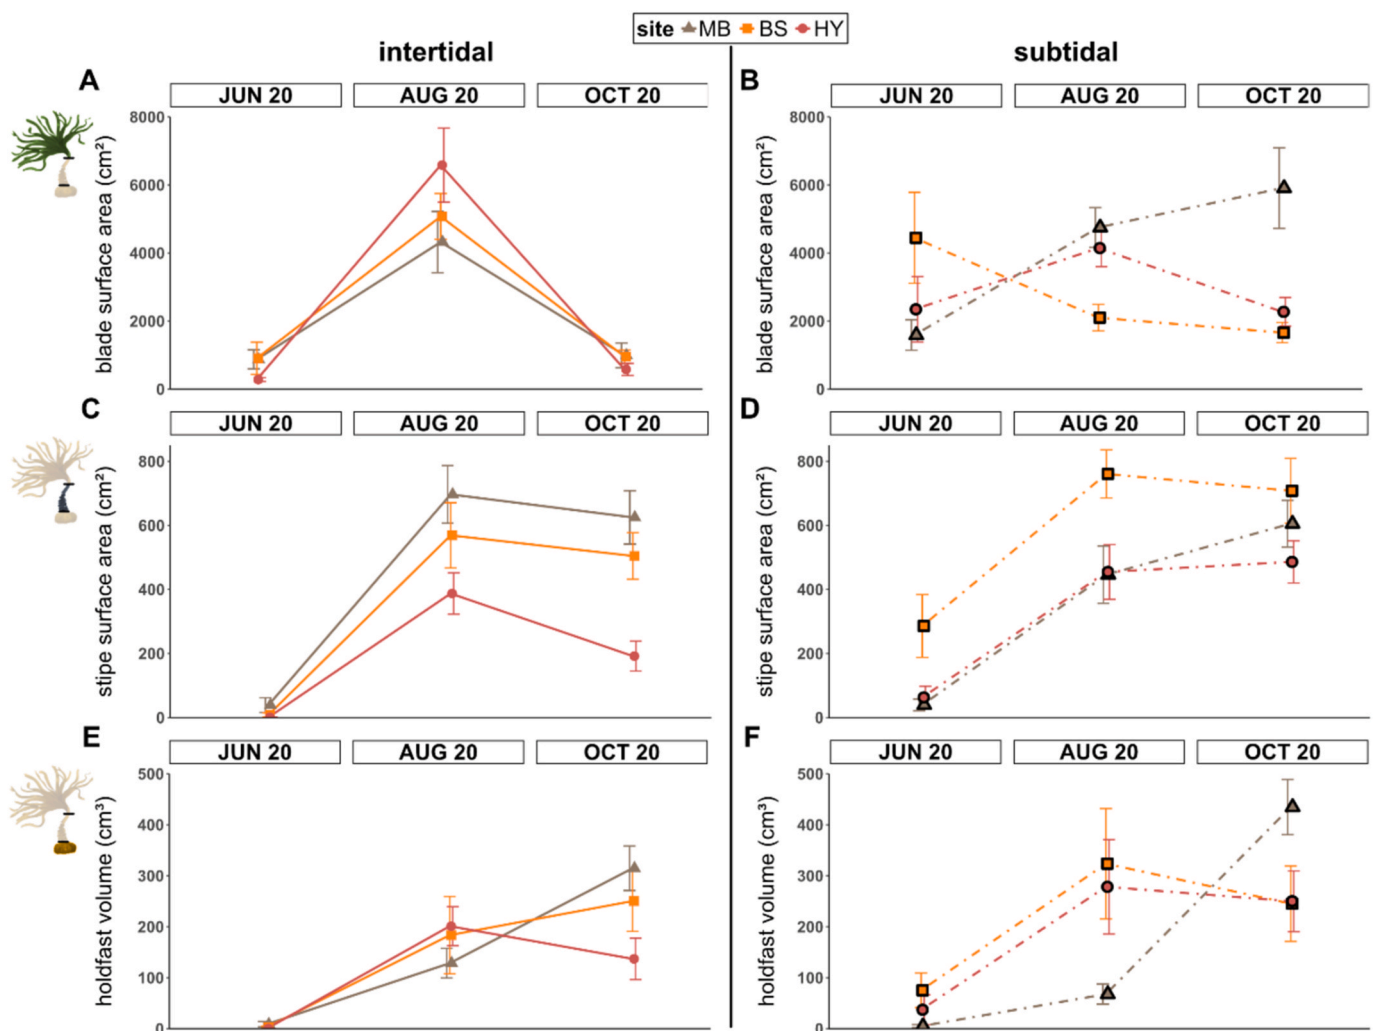 site MB BS HY
intertidal
subtidal
A
JUN 20 AUG 20 OCT 20
blade surface area (cm²)
8000
6000
4000
2000
0
B
JUN 20 AUG 20 OCT 20
blade surface area (cm²)
8000
6000
4000
2000
0
C
JUN 20 AUG 20 OCT 20
stipe surface area (cm²)
800
600
400
200
0
D
JUN 20 AUG 20 OCT 20
stipe surface area (cm²)
800
600
400
200
0
E
JUN 20 AUG 20 OCT 20
holdfast volume (cm³)
500
400
300
200
100
0
F
JUN 20 AUG 20 OCT 20
holdfast volume (cm³)
500
400
300
200
100
0